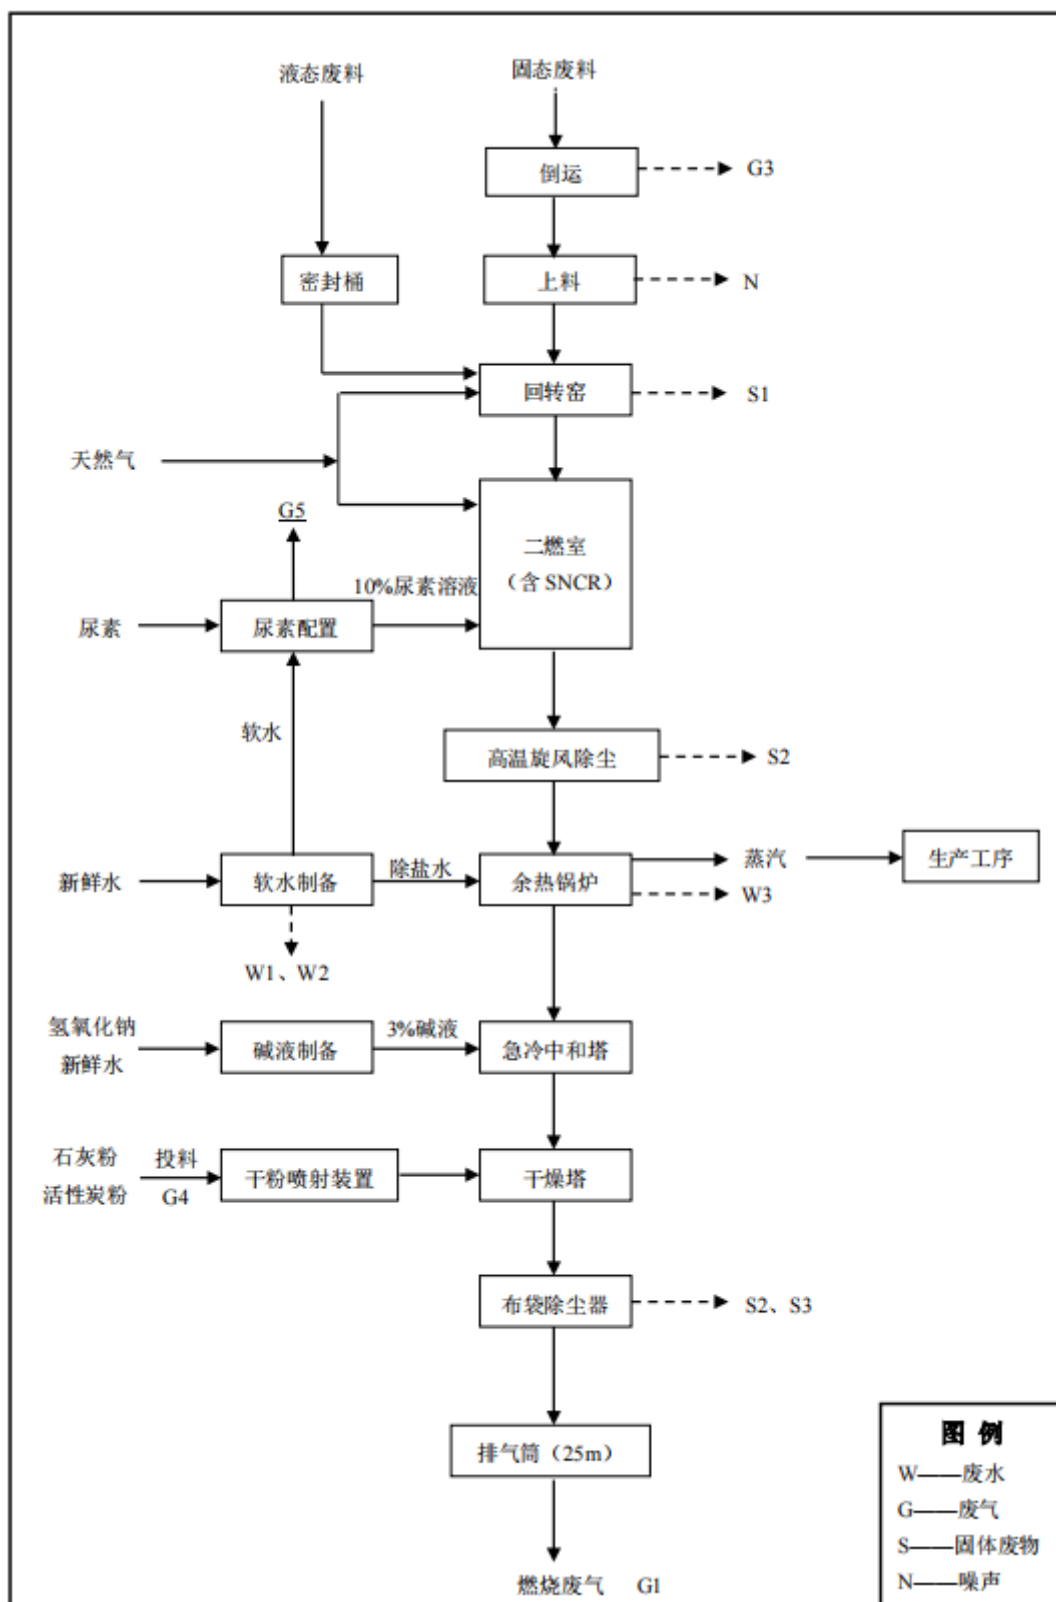 液态废料
固态废料
倒运
G3
密封桶
上料
N
回转窑
S1
天然气
G5
二燃室
（含 SNCR）
10%尿素溶液
尿素
尿素配置
软水
高温旋风除尘
S2
新鲜水
软水制备
除盐水
余热锅炉
蒸汽
生产工序
W3
W1、W2
氢氧化钠
新鲜水
碱液制备
3%碱液
急冷中和塔
石灰粉
活性炭粉
投料
G4
干粉喷射装置
干燥塔
布袋除尘器
S2、S3
排气筒（25m）
燃烧废气 G1
图 例
W——废水
G——废气
S——固体废物
N——噪声